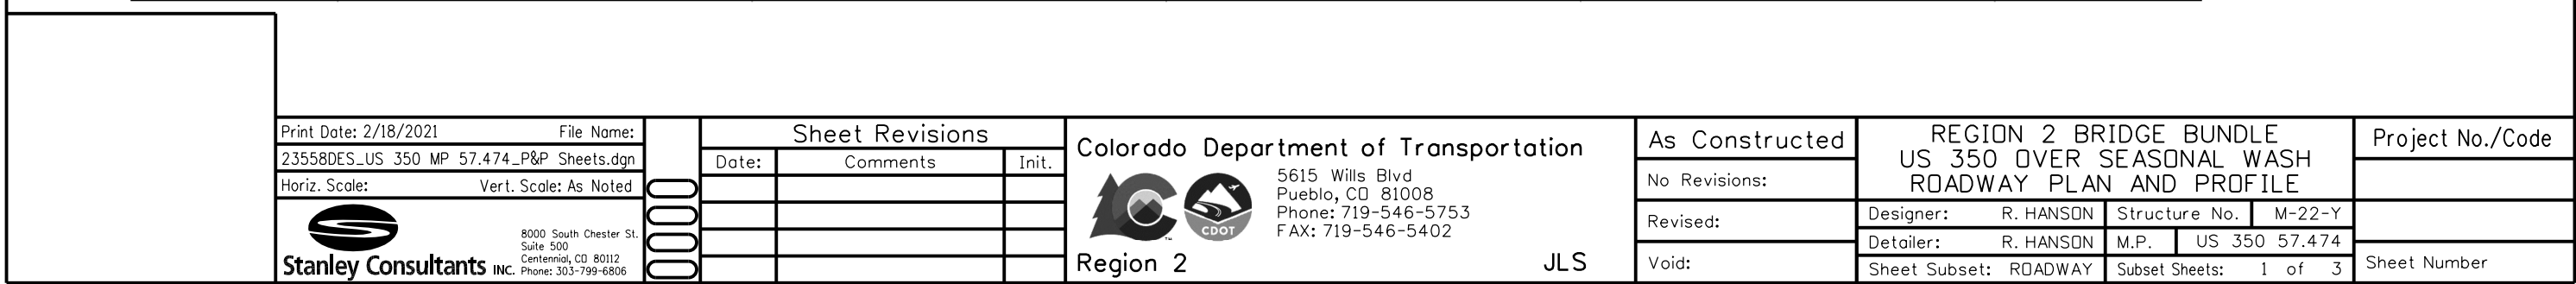 Print Date: 2/18/2021 File Name:
23558DES_US 350 MP 57.474_P&P Sheets.dgn
Horiz. Scale: Vert. Scale: As Noted
Stanley Consultants INC.
8000 South Chester St.
Suite 500
Centennial, CO 80112
Phone: 303-799-6806
Sheet Revisions
Date: Comments Init.
Colorado Department of Transportation
CDOT
TM
5615 Wills Blvd
Pueblo, CO 81008
Phone: 719-546-5753
FAX: 719-546-5402
Region 2 JLS
As Constructed
No Revisions:
Revised:
Void:
REGION 2 BRIDGE BUNDLE
US 350 OVER SEASONAL WASH
ROADWAY PLAN AND PROFILE
Designer: R. HANSON Structure No. M-22-Y
Detailer: R. HANSON M.P. US 350 57.474
Sheet Subset: ROADWAY Subset Sheets: 1 of 3
Project No./Code
Sheet Number